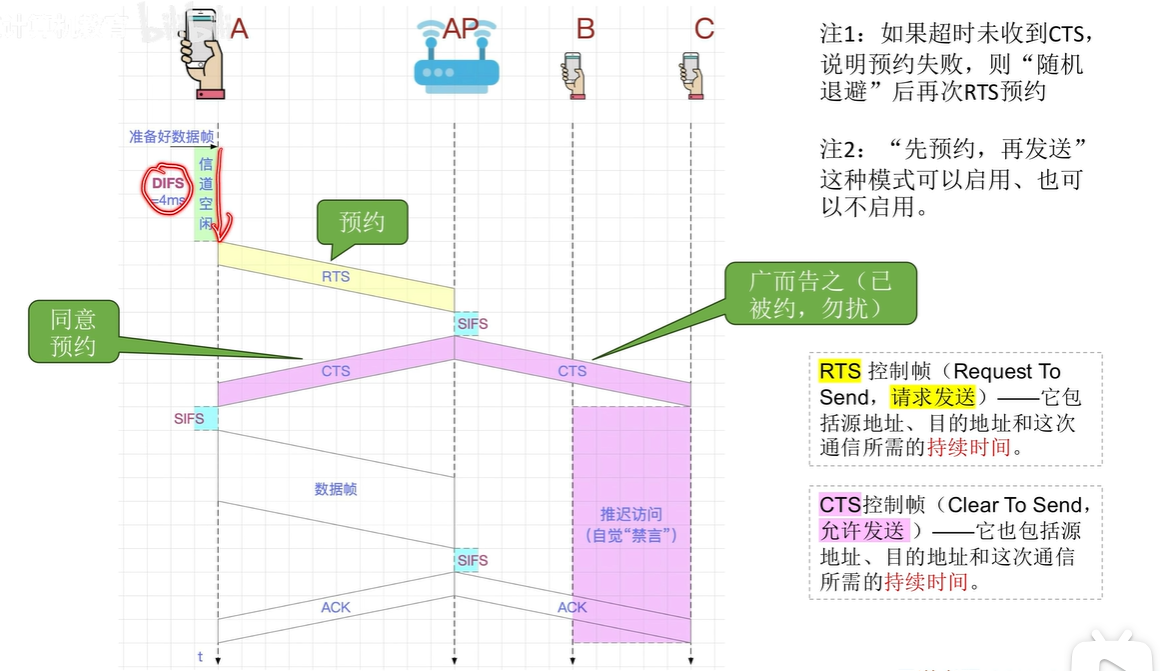 A
AP
B
C
注1：如果超时未收到CTS，
说明预约失败，则“随机
退避”后再次RTS预约
准备好数据帧
DIFS
=4ms
信
道
空
闲
注2：“先预约，再发送”
这种模式可以启用、也可
以不启用。
预约
RTS
广而告之（已
被约，勿扰）
SIFS
同意
预约
CTS
CTS
RTS 控制帧（Request To
Send，请求发送）——它包
括源地址、目的地址和这次
通信所需的持续时间。
SIFS
数据帧
推迟访问
（自觉“禁言”）
CTS控制帧（Clear To Send，
允许发送 ）——它也包括源
地址、目的地址和这次通信
所需的持续时间。
SIFS
ACK
ACK
t